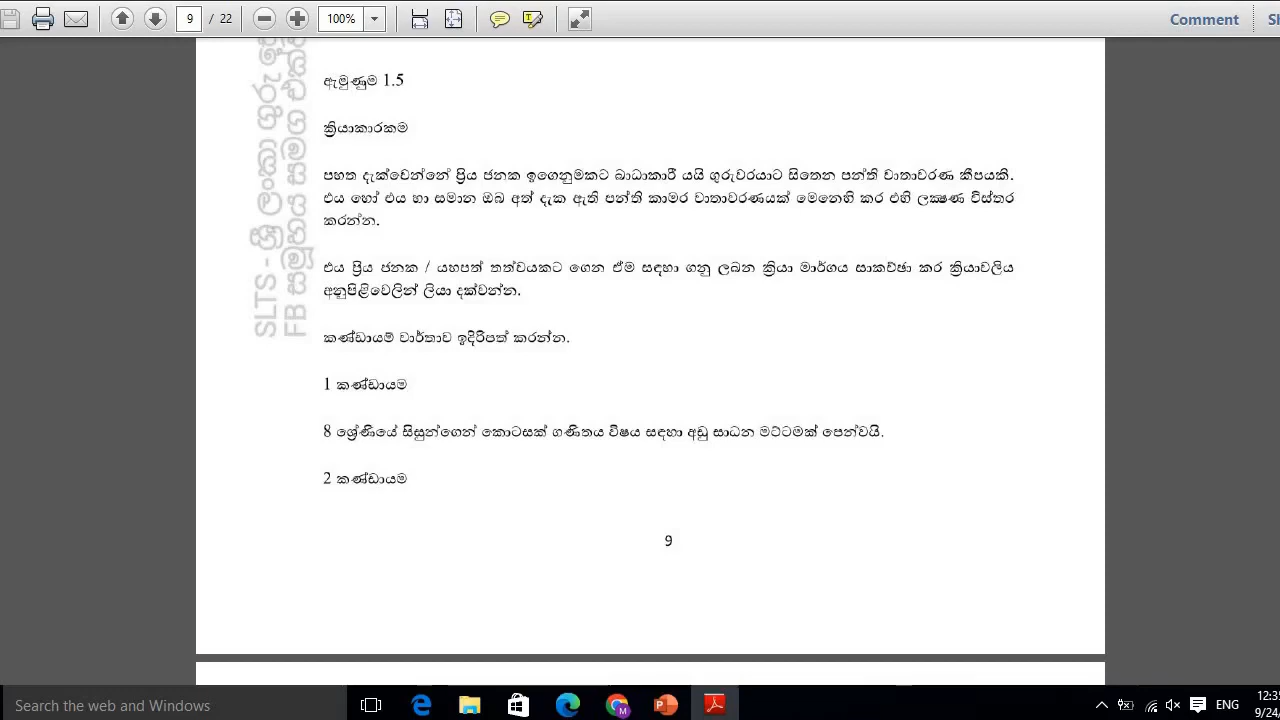 9 / 22
100%
Comment
ඇමුණුම 1.5
ක්‍රියාකාරකම
පහත දැක්වෙන්නේ ප්‍රිය ජනක ඉගෙනුමකට බාධාකාරී යයි ගුරුවරයාට සිතෙන පන්ති වාතාවරණ කීපයකි.
එය හෝ එය හා සමාන ඔබ අත් දැක ඇති පන්ති කාමර වාතාවරණයක් මෙනෙහි කර එහි ලක්‍ෂණ විස්තර
කරන්න.
එය ප්‍රිය ජනක / යහපත් තත්වයකට ගෙන ඒම සඳහා ගනු ලබන ක්‍රියා මාර්ගය සාකච්ඡා කර ක්‍රියාවලිය
අනුපිළිවෙලින් ලියා දක්වන්න.
කණ්ඩායම් වාර්තාව ඉදිරිපත් කරන්න.
1 කණ්ඩායම
8 ශ්‍රේණියේ සිසුන්ගෙන් කොටසක් ගණිතය විෂය සඳහා අඩු සාධන මට්ටමක් පෙන්වයි.
2 කණ්ඩායම
9
SLTS - ශ්‍රී ලංකා ගුරු
FB සමූහය සමග
Search the web and Windows
ENG